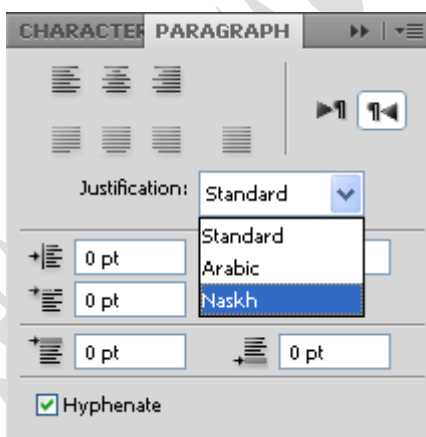 CHARACTER PARAGRAPH
Justification: Standard
Standard
Arabic
Naskh
0 pt
0 pt
0 pt 0 pt
Hyphenate